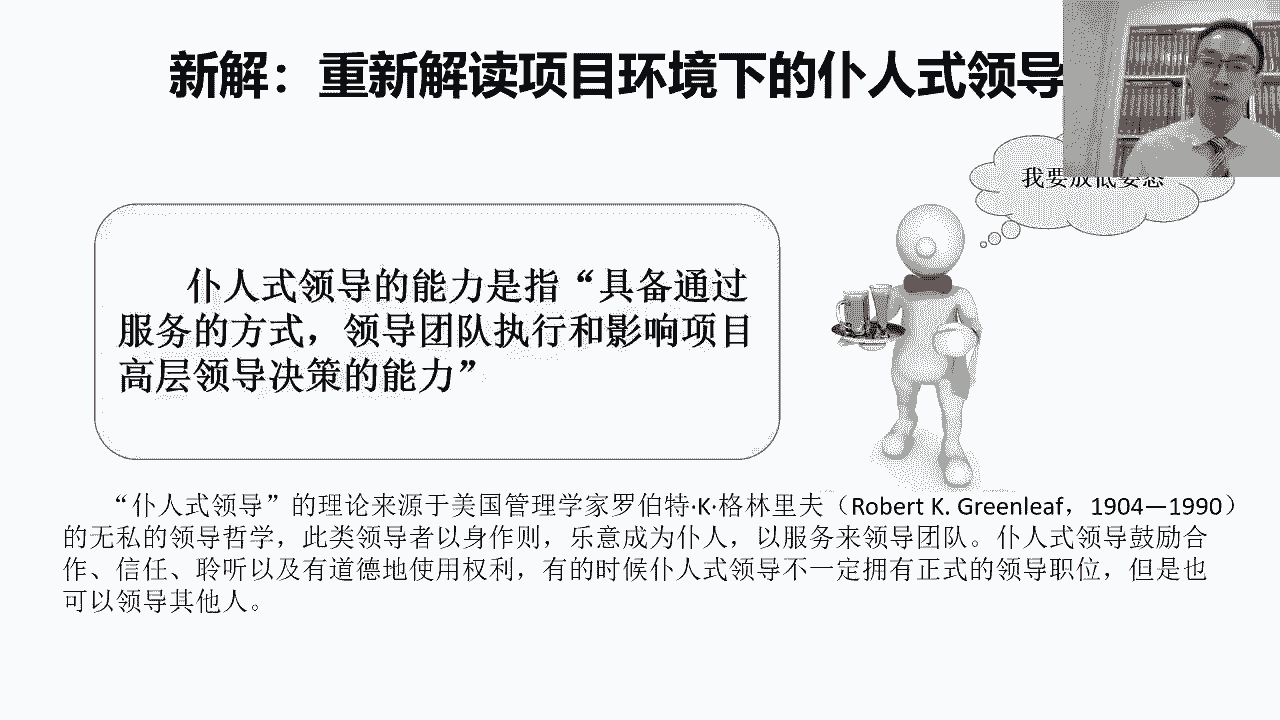 新解：重新解读项目环境下的仆人式领导
我要放低姿态
仆人式领导的能力是指“具备通过
服务的方式，领导团队执行和影响项目
高层领导决策的能力”
“仆人式领导”的理论来源于美国管理学家罗伯特·K·格林里夫（Robert K. Greenleaf，1904—1990）
的无私的领导哲学，此类领导者以身作则，乐意成为仆人，以服务来领导团队。仆人式领导鼓励合
作、信任、聆听以及有道德地使用权利，有的时候仆人式领导不一定拥有正式的领导职位，但是也
可以领导其他人。